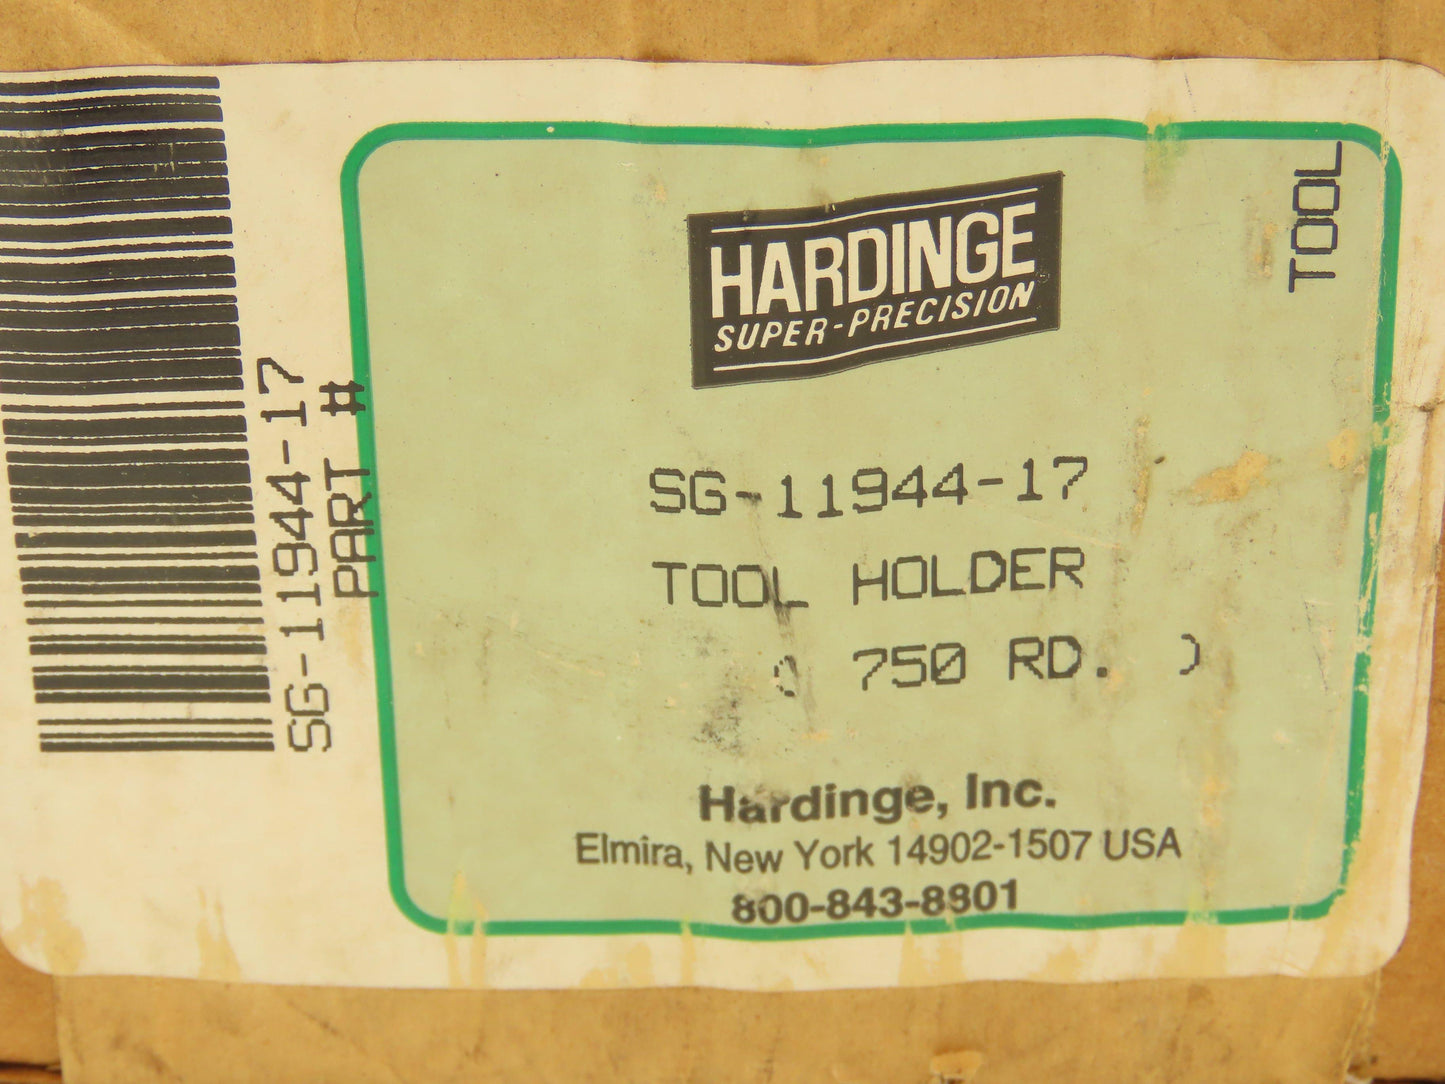 SG-11944-17
PART #
HARDINGE
SUPER-PRECISION
TOOL
SG-11944-17
TOOL HOLDER
( 750 RD. )
Hardinge, Inc.
Elmira, New York 14902-1507 USA
800-843-8801